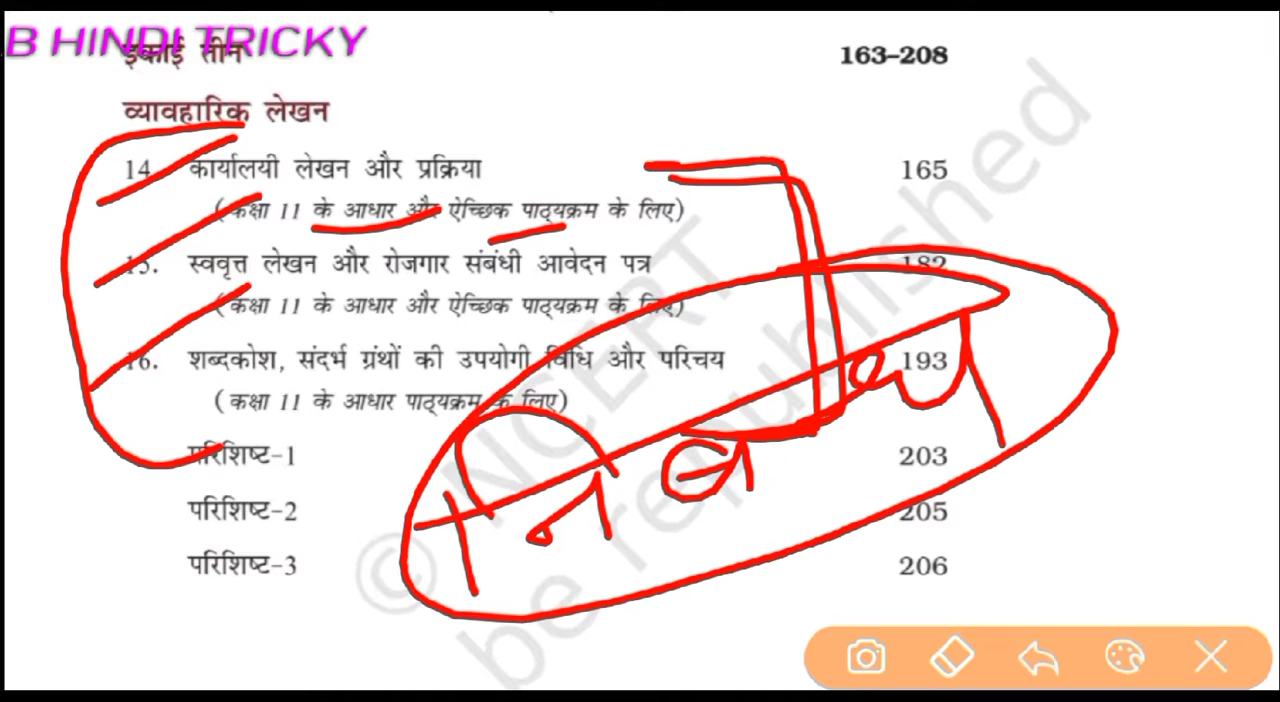 B HINDI TRICKY
इकाई तीन 163–208
व्यावहारिक लेखन
14. कार्यालयी लेखन और प्रक्रिया 165
(कक्षा 11 के आधार और ऐच्छिक पाठ्यक्रम के लिए)
15. स्ववृत्त लेखन और रोजगार संबंधी आवेदन पत्र 182
(कक्षा 11 के आधार और ऐच्छिक पाठ्यक्रम के लिए)
16. शब्दकोश, संदर्भ ग्रंथों की उपयोगी विधि और परिचय 193
(कक्षा 11 के आधार पाठ्यक्रम के लिए)
परिशिष्ट-1 203
परिशिष्ट-2 205
परिशिष्ट-3 206
निबन्ध
© NCERT
be republished